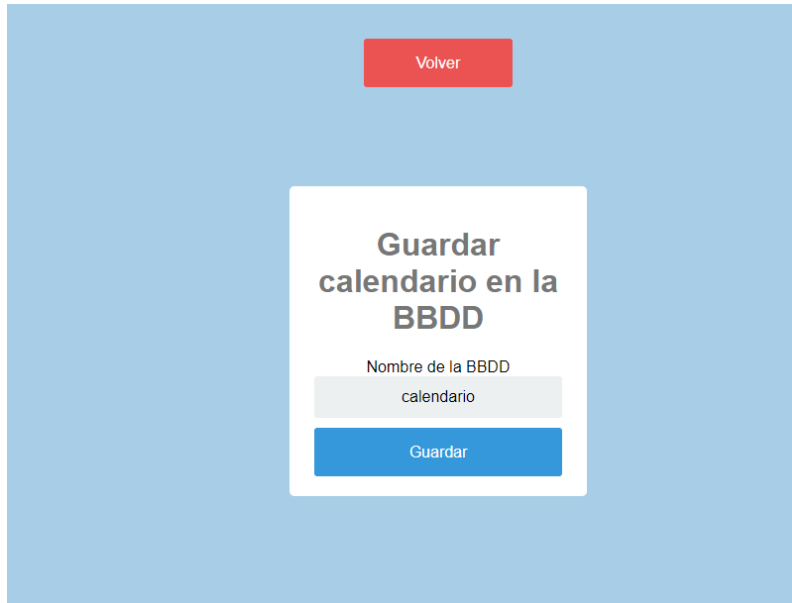 Volver
Guardar
calendario en la
BBDD
Nombre de la BBDD
calendario
Guardar